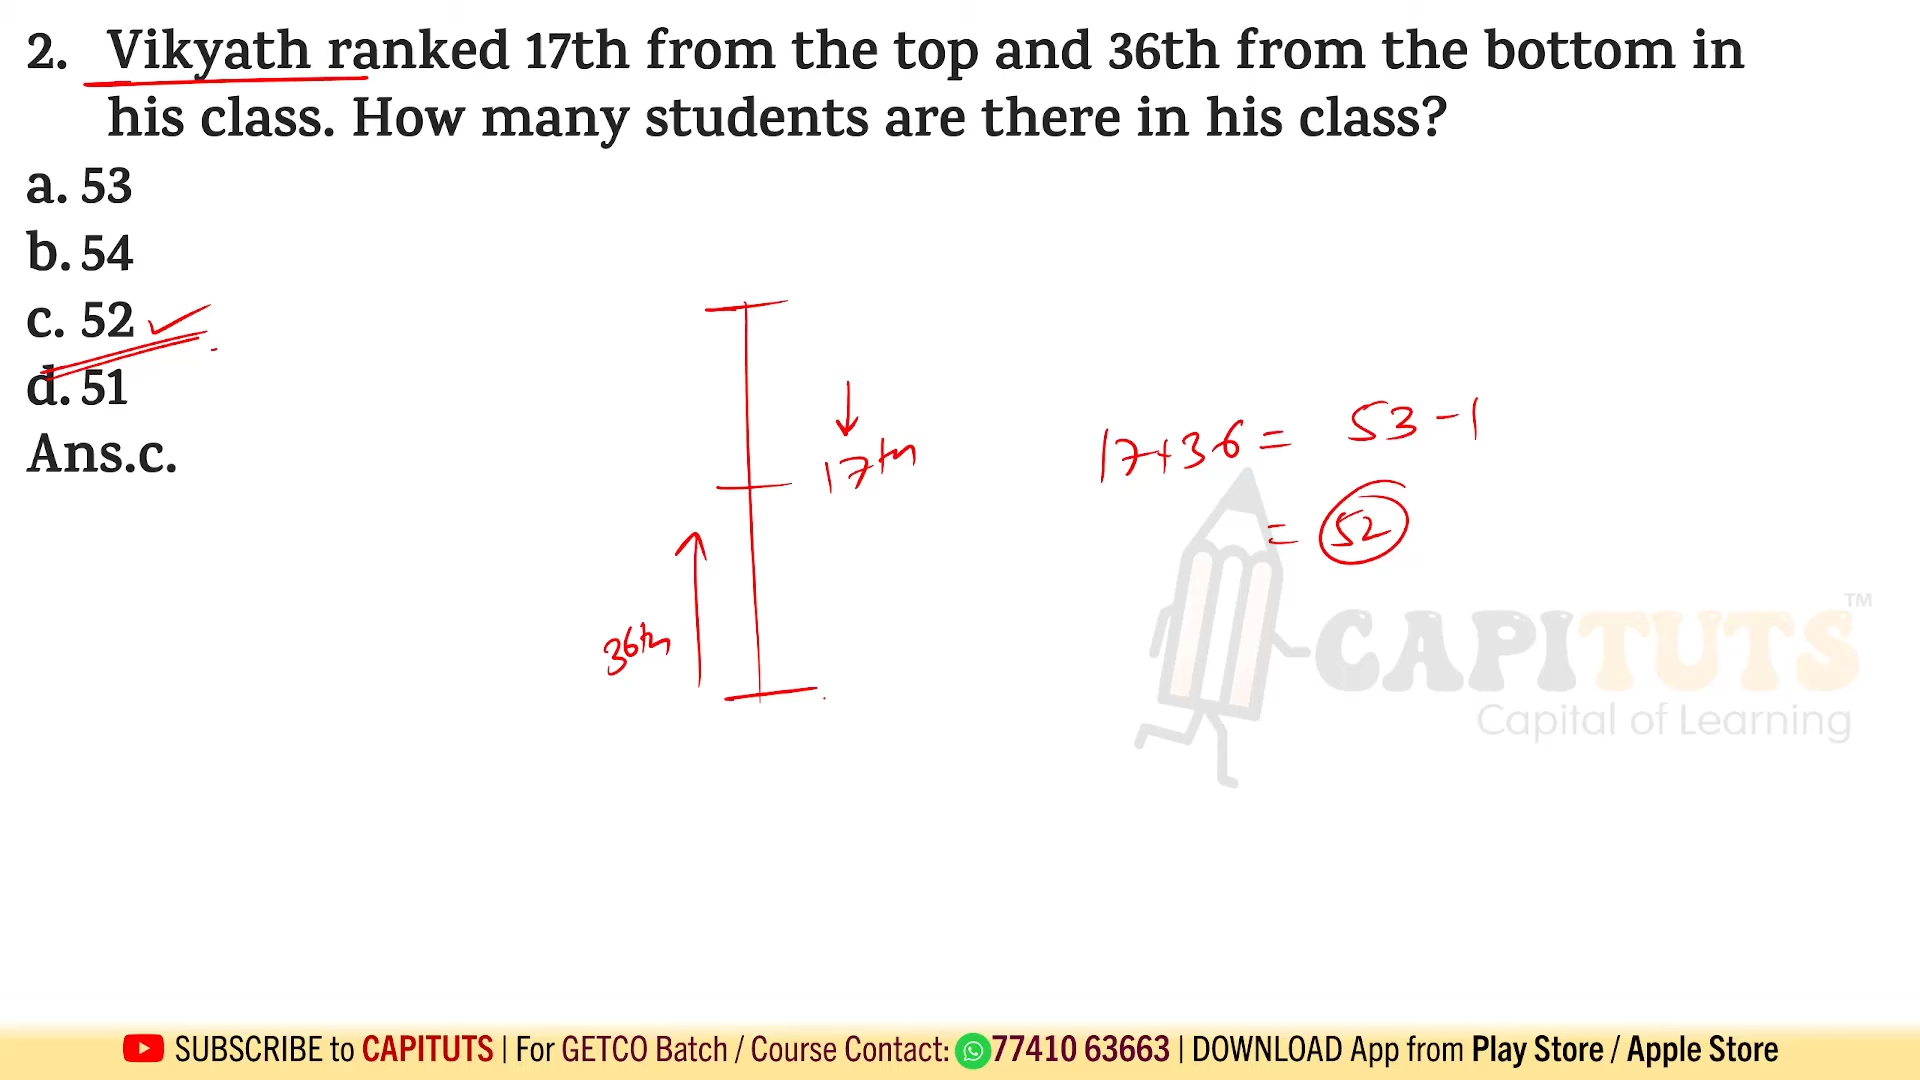 2. Vikyath ranked 17th from the top and 36th from the bottom in
his class. How many students are there in his class?
a. 53
b. 54
c. 52
d. 51
Ans.c.
17th
36th
17+36 = 53-1
= 52
CAPITUTS™
Capital of Learning
SUBSCRIBE to CAPITUTS | For GETCO Batch / Course Contact: 77410 63663 | DOWNLOAD App from Play Store / Apple Store